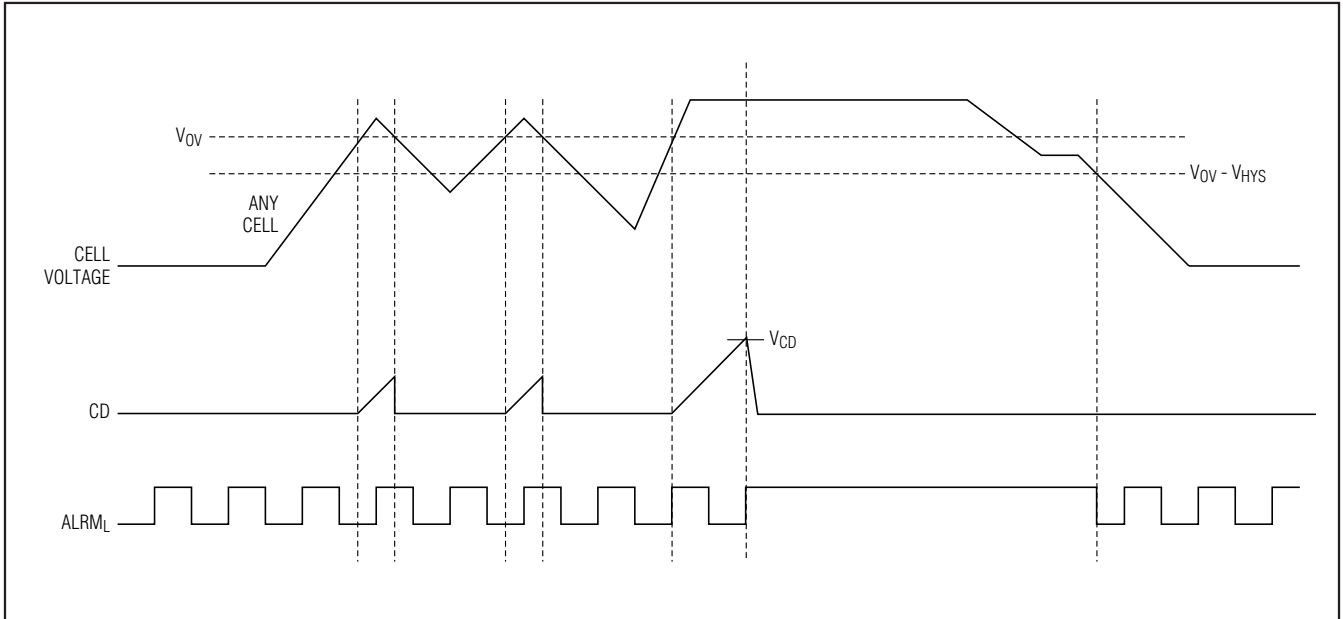 V_OV
V_OV - V_HYS
ANY
CELL
CELL
VOLTAGE
V_CD
CD
ALRM_L